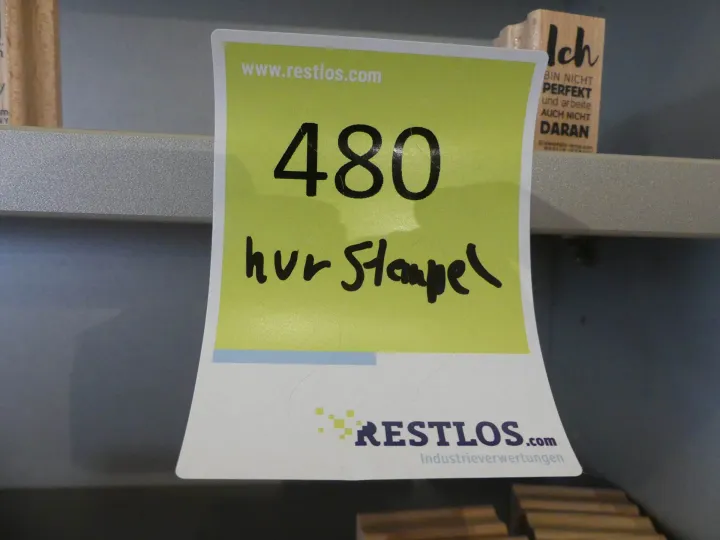 www.restlos.com
480
nur Stempel
RESTLOS.com
Industrieverwertungen
Ich
BIN NICHT
PERFEKT
und arbeite
AUCH NICHT
DARAN